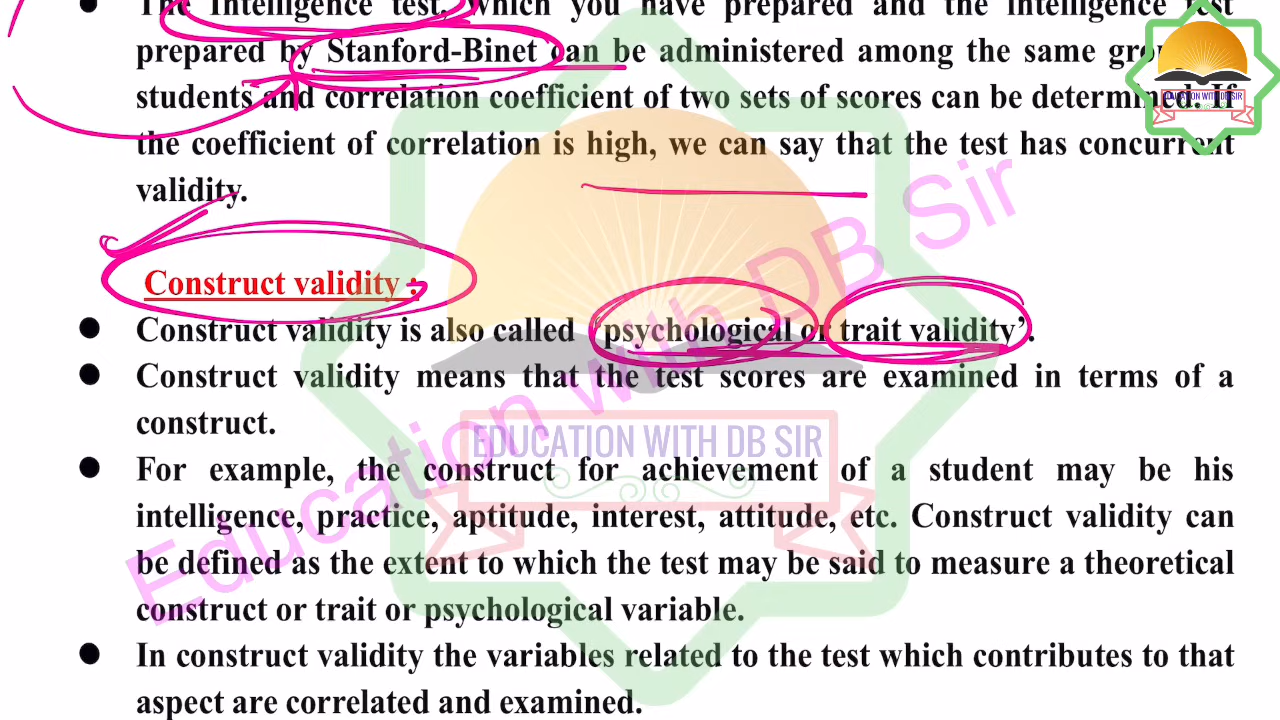 The Intelligence test, which you have prepared and the intelligence test
prepared by Stanford-Binet can be administered among the same group
students and correlation coefficient of two sets of scores can be determined. If
the coefficient of correlation is high, we can say that the test has concurrent
validity.
Construct validity :
Construct validity is also called ‘psychological or trait validity’.
Construct validity means that the test scores are examined in terms of a
construct.
For example, the construct for achievement of a student may be his
intelligence, practice, aptitude, interest, attitude, etc. Construct validity can
be defined as the extent to which the test may be said to measure a theoretical
construct or trait or psychological variable.
In construct validity the variables related to the test which contributes to that
aspect are correlated and examined.
EDUCATION WITH DB SIR
Education with DB Sir
EDUCATION WITH DB SIR